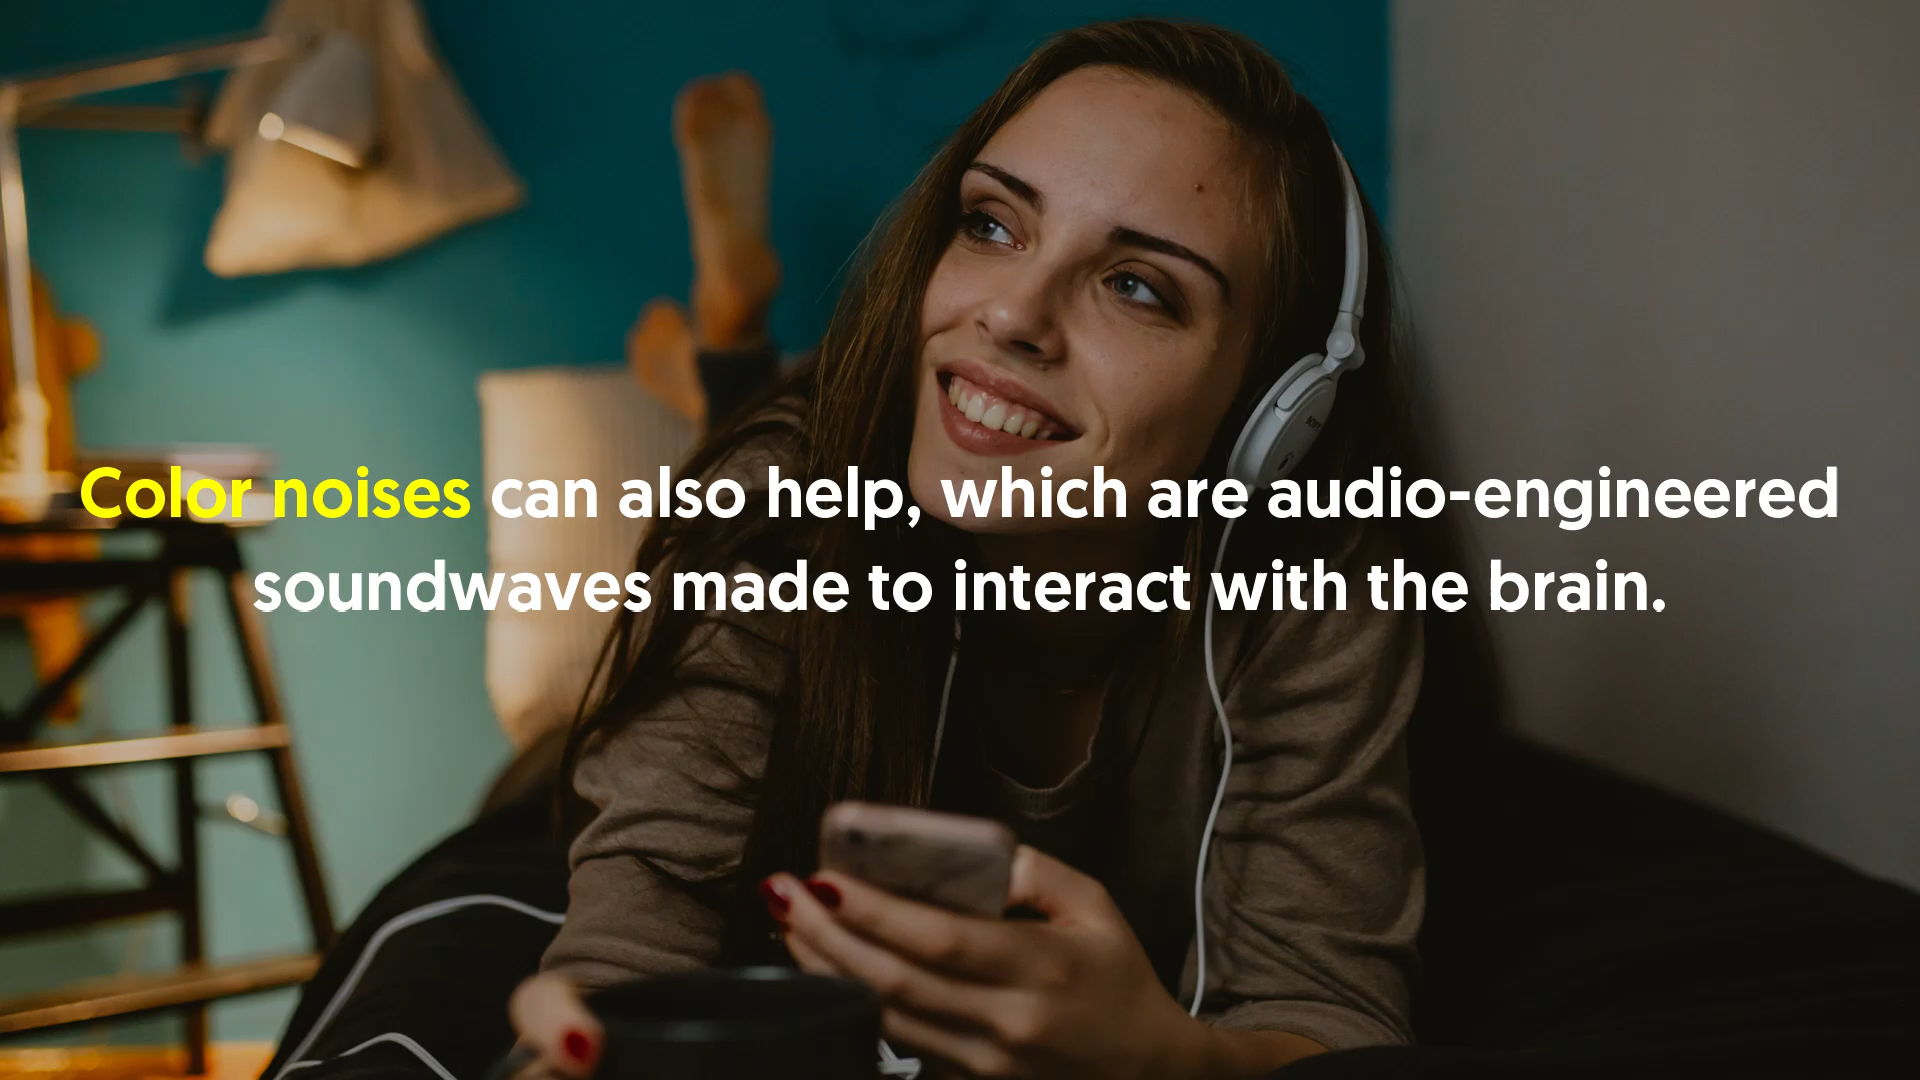 Color noises can also help, which are audio-engineered
soundwaves made to interact with the brain.